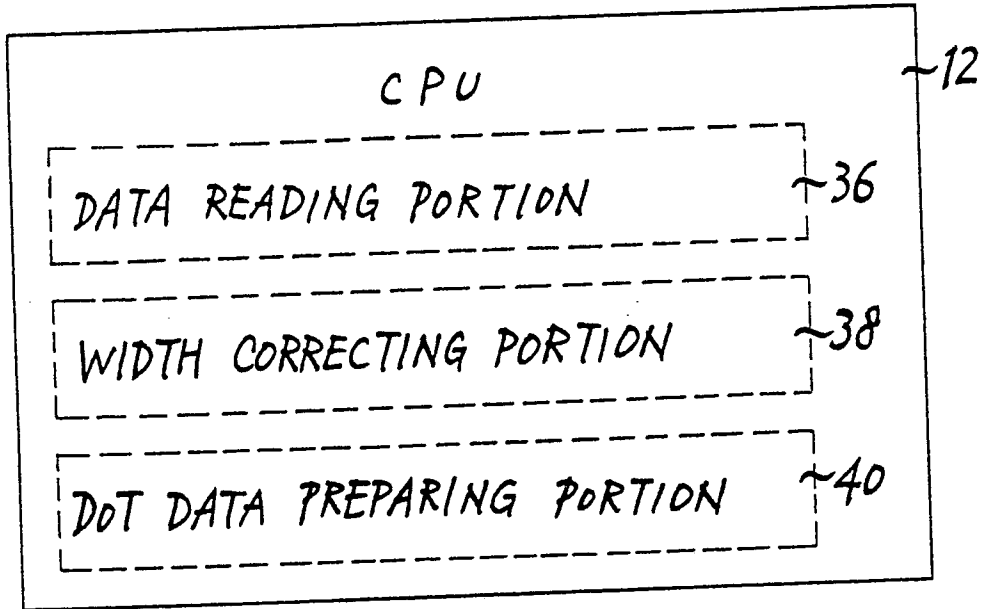 CPU
~12
DATA READING PORTION ~36
WIDTH CORRECTING PORTION ~38
DOT DATA PREPARING PORTION ~40